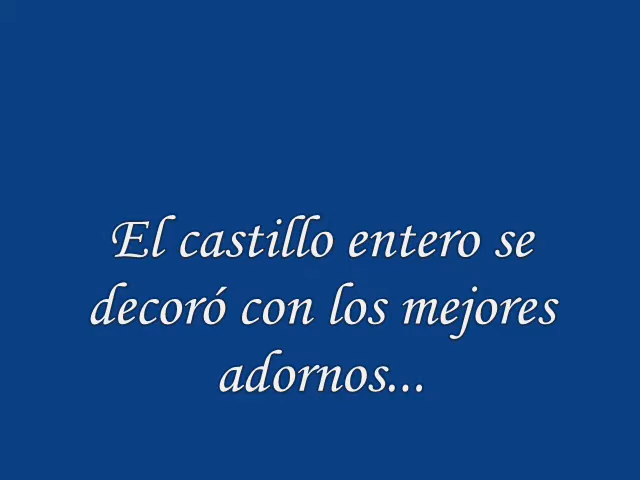 El castillo entero se
decoró con los mejores
adornos...